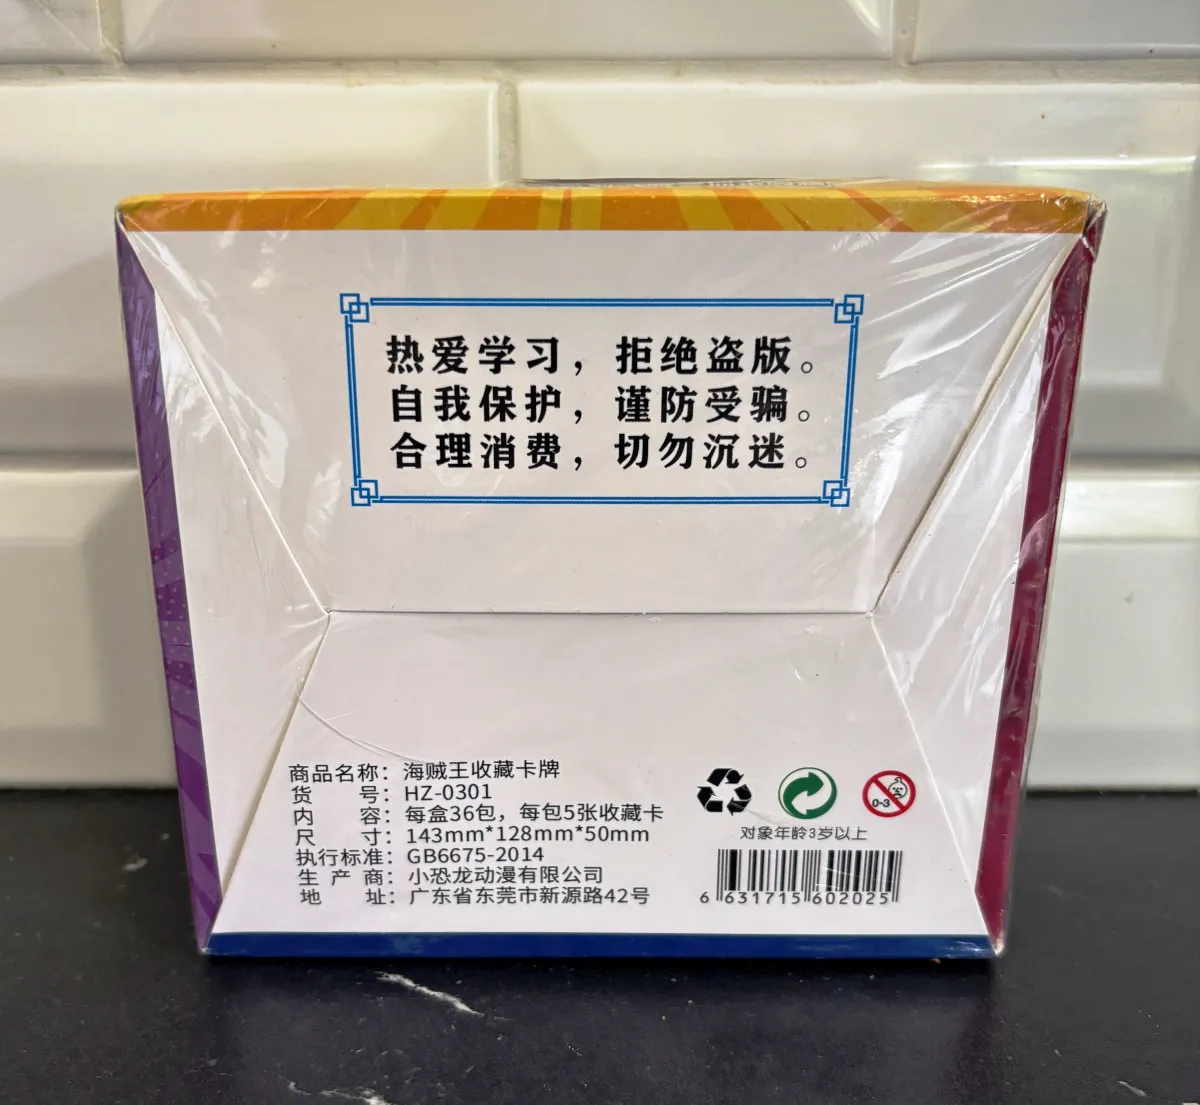 热爱学习，拒绝盗版。
自我保护，谨防受骗。
合理消费，切勿沉迷。
商品名称：海贼王收藏卡牌
货号：HZ-0301
内容：每盒36包，每包5张收藏卡
尺寸：143mm*128mm*50mm
执行标准：GB6675-2014
生产商：小恐龙动漫有限公司
地址：广东省东莞市新源路42号
0-3
对象年龄3岁以上
6 631715 602025